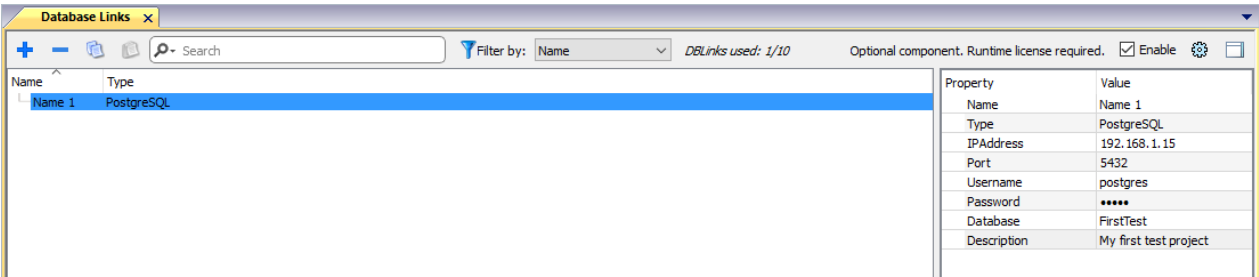 Database Links
Search
Filter by: Name
DBLinks used: 1/10
Optional component. Runtime license required.
Enable
Name Type
Name 1 PostgreSQL
Property Value
Name Name 1
Type PostgreSQL
IPAddress 192.168.1.15
Port 5432
Username postgres
Password •••••
Database FirstTest
Description My first test project